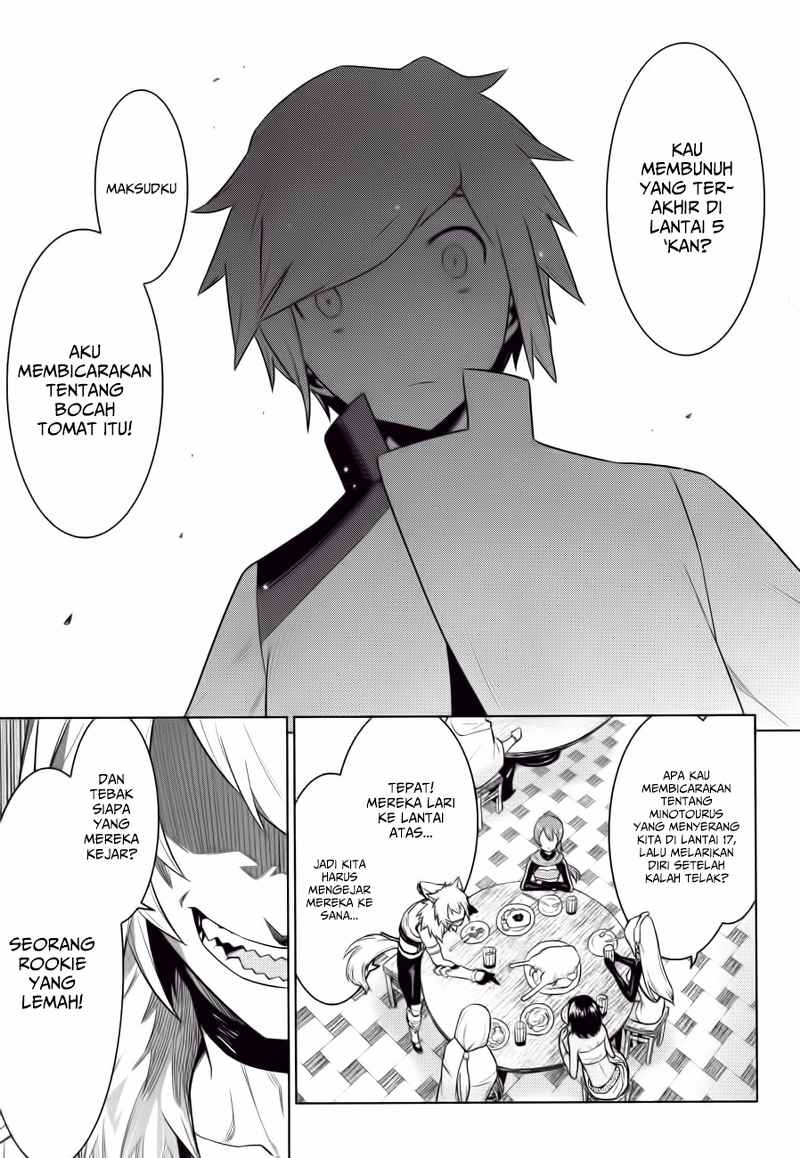 KAU
MEMBUNUH
YANG TER-
AKHIR DI
LANTAI 5
'KAN?
MAKSUDKU
AKU
MEMBICARAKAN
TENTANG
BOCAH
TOMAT ITU!
APA KAU
MEMBICARAKAN
TENTANG
MINOTOURUS
YANG MENYERANG
KITA DI LANTAI 17,
LALU MELARIKAN
DIRI SETELAH
KALAH TELAK?
TEPAT!
MEREKA LARI
KE LANTAI
ATAS...
JADI KITA
HARUS
MENGEJAR
MEREKA KE
SANA...
DAN
TEBAK
SIAPA
YANG
MEREKA
KEJAR?
SEORANG
ROOKIE
YANG
LEMAH!